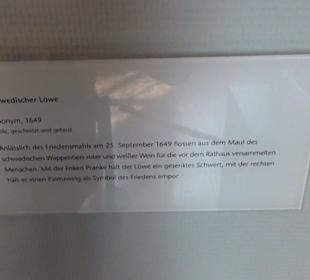 wedischer Löwe
onym, 1649
geschnitzt und gefasst
Anlässlich des Friedensmahls am 25. September 1649 flossen aus dem Maul des
schwedischen Wappentiers roter und weißer Wein für die vor dem Rathaus versammelten
Menschen. Mit der linken Pranke hält der Löwe ein gesenktes Schwert, mit der rechten
hält er einen Palmzweig als Symbol des Friedens empor.